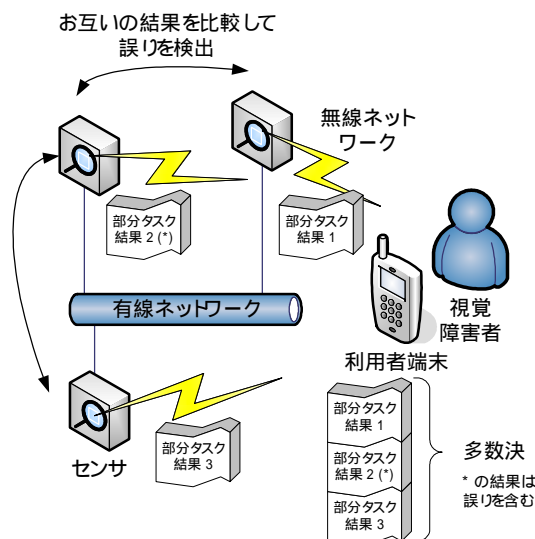 お互いの結果を比較して
誤りを検出
無線ネット
ワーク
部分タスク
結果 2 (*)
部分タスク
結果 1
有線ネットワーク
視覚
障害者
利用者端末
センサ
部分タスク
結果 3
部分タスク
結果 1
部分タスク
結果 2 (*)
部分タスク
結果 3
多数決
* の結果は
誤りを含む